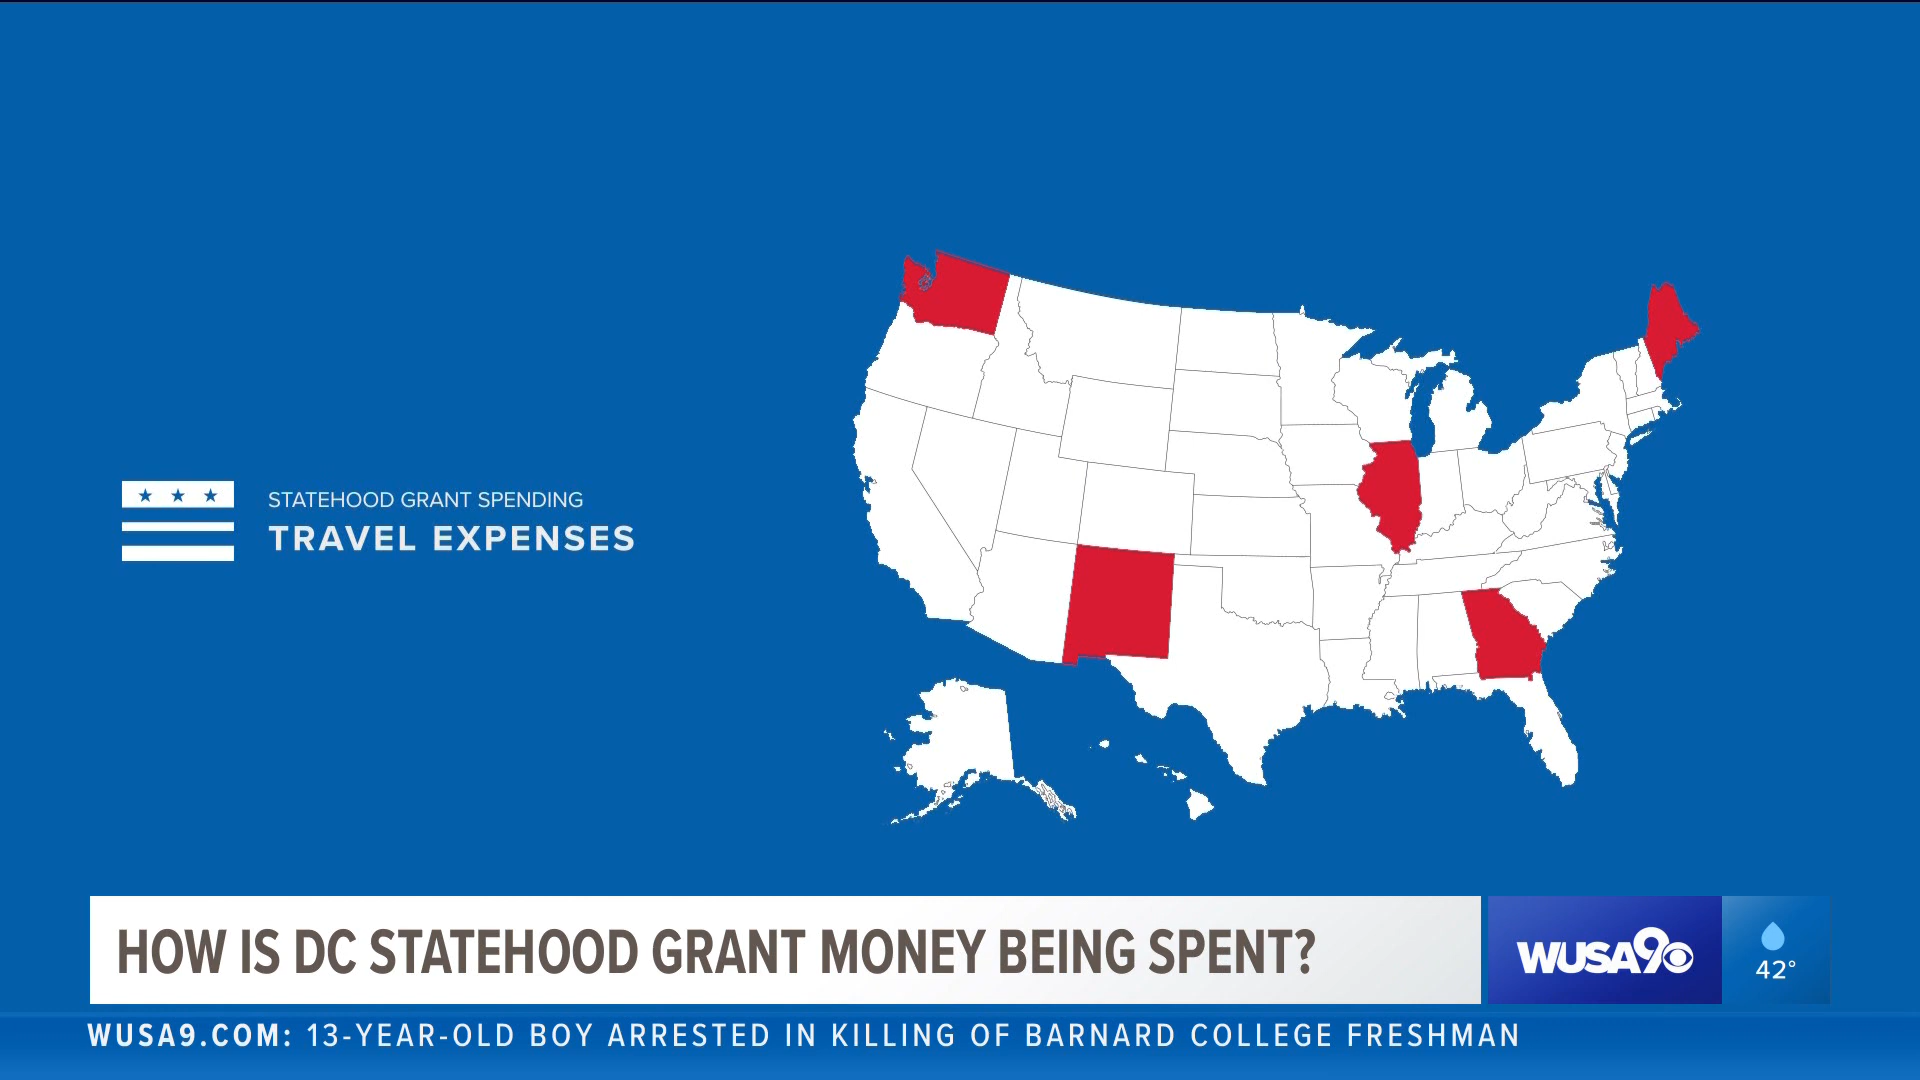 STATEHOOD GRANT SPENDING
TRAVEL EXPENSES
HOW IS DC STATEHOOD GRANT MONEY BEING SPENT?
WUSA9
42°
WUSA9.COM: 13-YEAR-OLD BOY ARRESTED IN KILLING OF BARNARD COLLEGE FRESHMAN